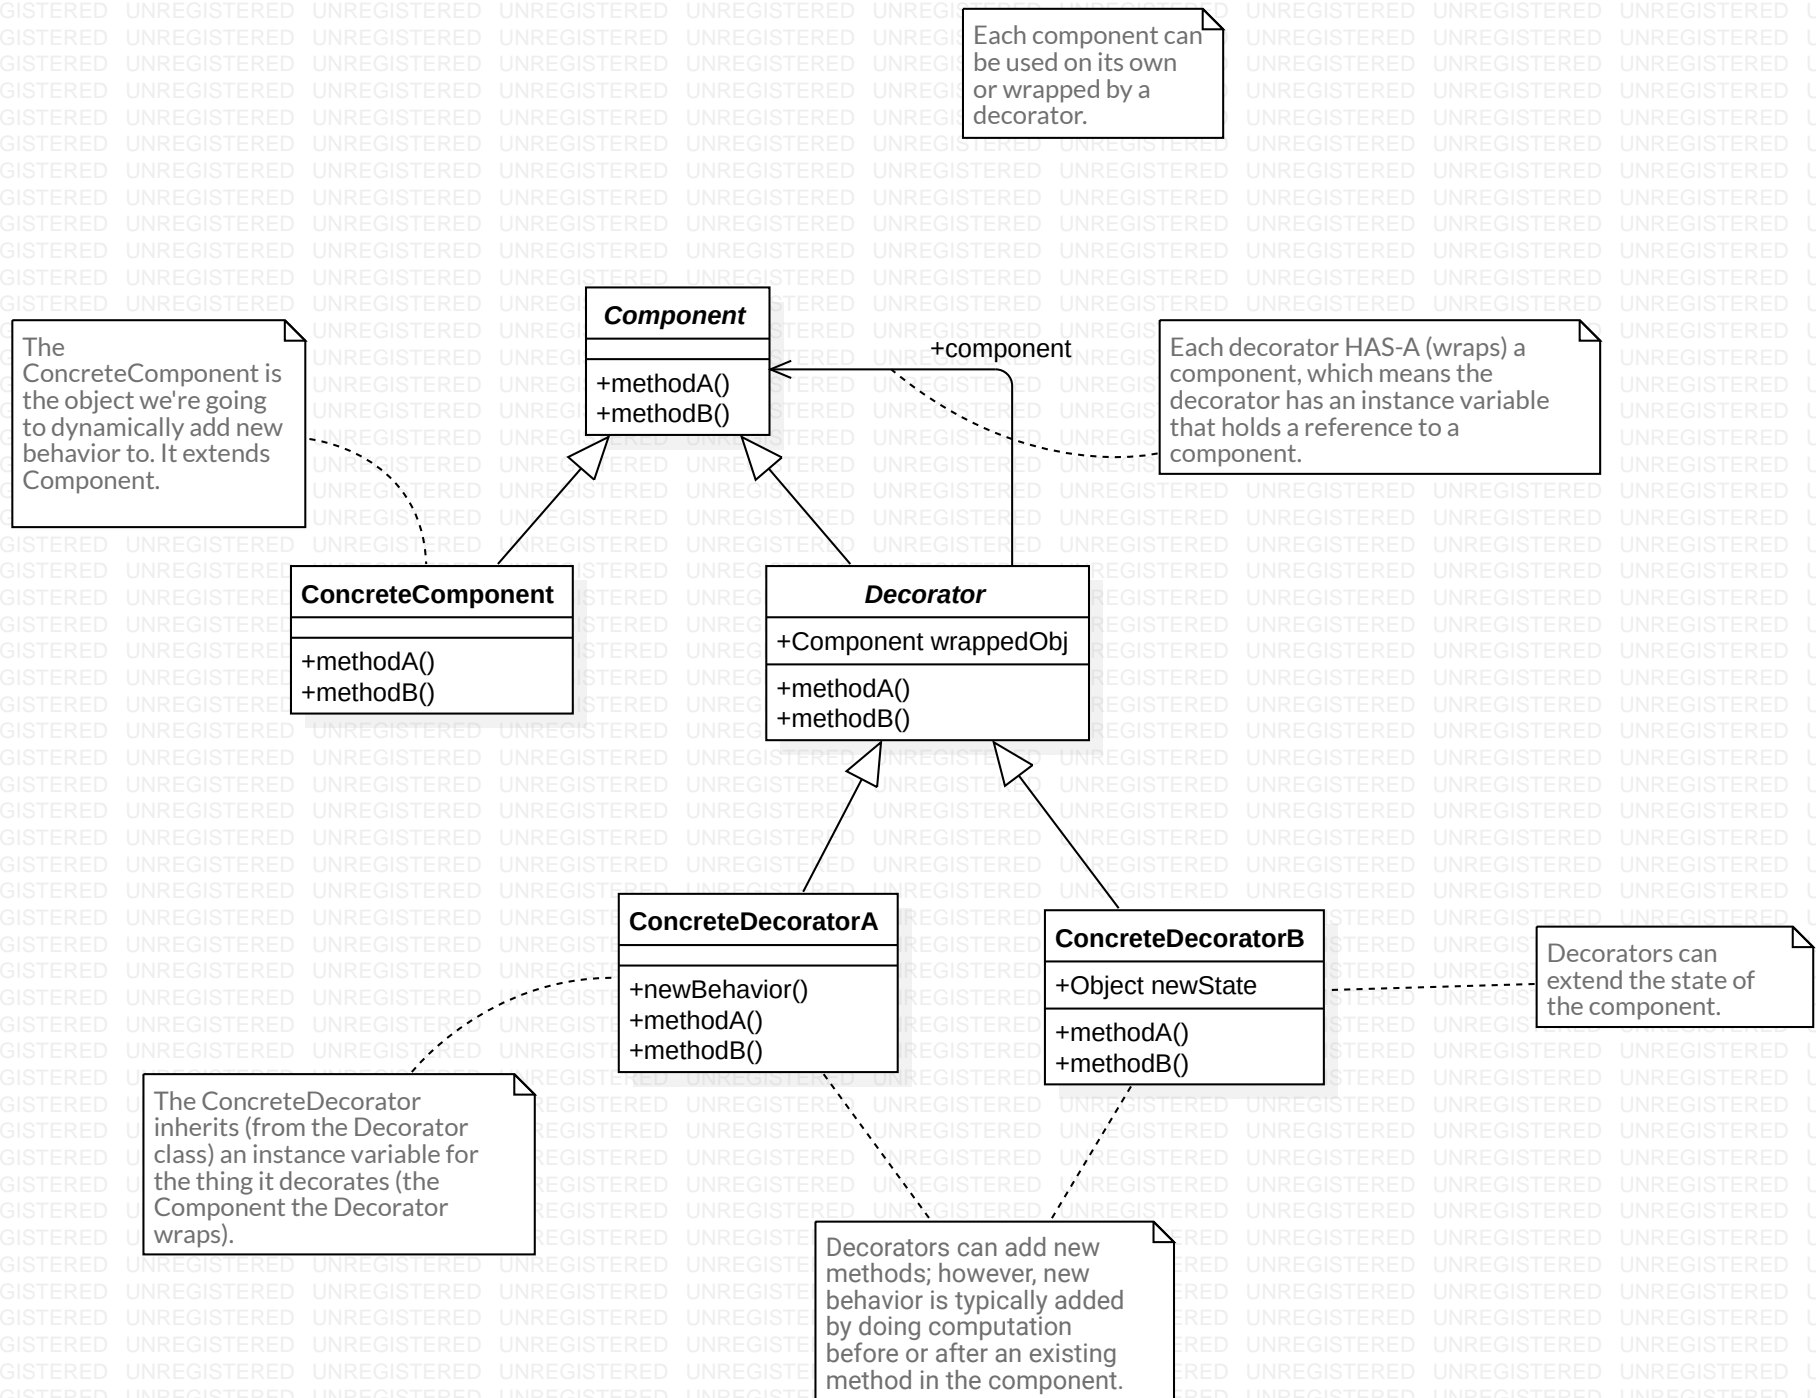 Each component can
be used on its own
or wrapped by a
decorator.
Component
+methodA()
+methodB()
+component
The
ConcreteComponent is
the object we're going
to dynamically add new
behavior to. It extends
Component.
Each decorator HAS-A (wraps) a
component, which means the
decorator has an instance variable
that holds a reference to a
component.
ConcreteComponent
+methodA()
+methodB()
Decorator
+Component wrappedObj
+methodA()
+methodB()
ConcreteDecoratorA
+newBehavior()
+methodA()
+methodB()
ConcreteDecoratorB
+Object newState
+methodA()
+methodB()
Decorators can
extend the state of
the component.
The ConcreteDecorator
inherits (from the Decorator
class) an instance variable for
the thing it decorates (the
Component the Decorator
wraps).
Decorators can add new
methods; however, new
behavior is typically added
by doing computation
before or after an existing
method in the component.
UNREGISTERED